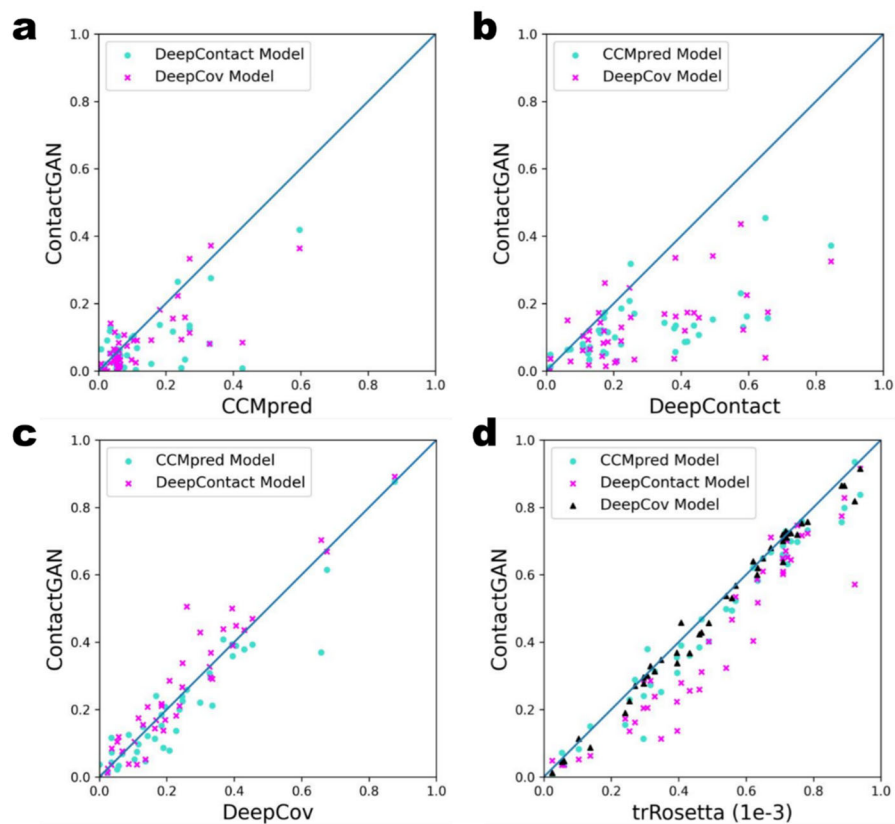 a
1.0
0.8
0.6
0.4
0.2
0.0
0.0 0.2 0.4 0.6 0.8 1.0
ContactGAN
CCMpred
DeepContact Model
DeepCov Model
b
1.0
0.8
0.6
0.4
0.2
0.0
0.0 0.2 0.4 0.6 0.8 1.0
ContactGAN
DeepContact
CCMpred Model
DeepCov Model
c
1.0
0.8
0.6
0.4
0.2
0.0
0.0 0.2 0.4 0.6 0.8 1.0
ContactGAN
DeepCov
CCMpred Model
DeepContact Model
d
1.0
0.8
0.6
0.4
0.2
0.0
0.0 0.2 0.4 0.6 0.8 1.0
ContactGAN
trRosetta (1e-3)
CCMpred Model
DeepContact Model
DeepCov Model